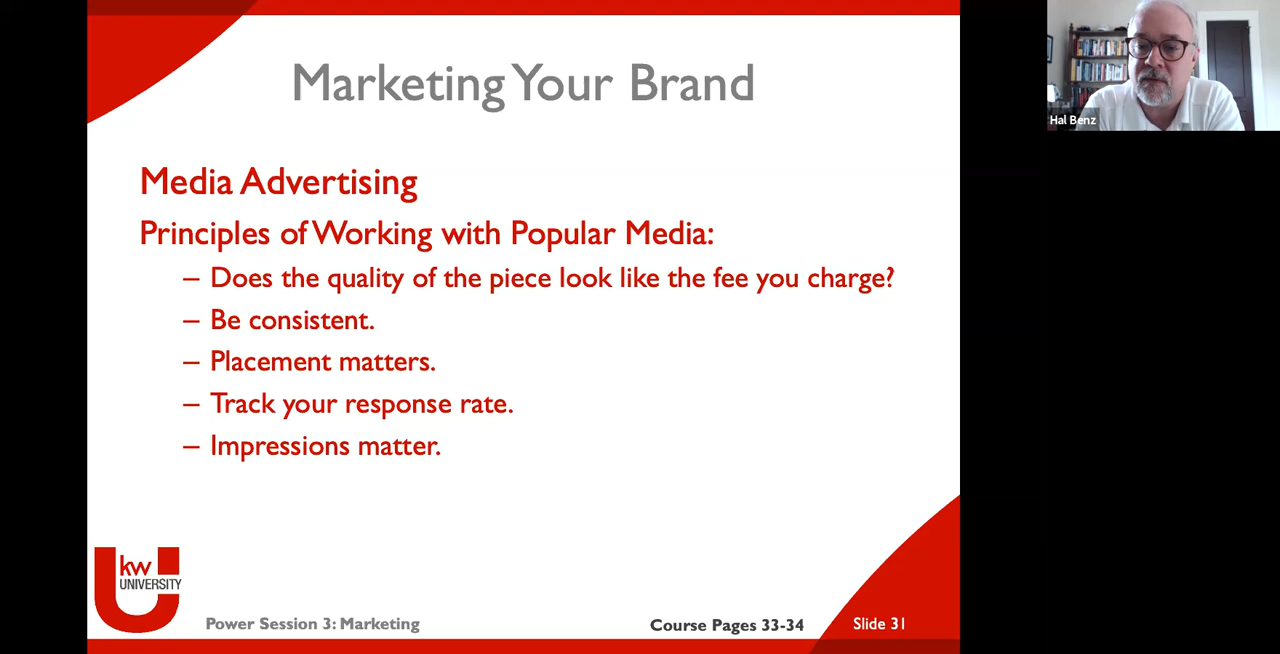 Marketing Your Brand
Hal Benz
Media Advertising
Principles of Working with Popular Media:
– Does the quality of the piece look like the fee you charge?
– Be consistent.
– Placement matters.
– Track your response rate.
– Impressions matter.
kw
UNIVERSITY
Power Session 3: Marketing
Course Pages 33-34
Slide 31